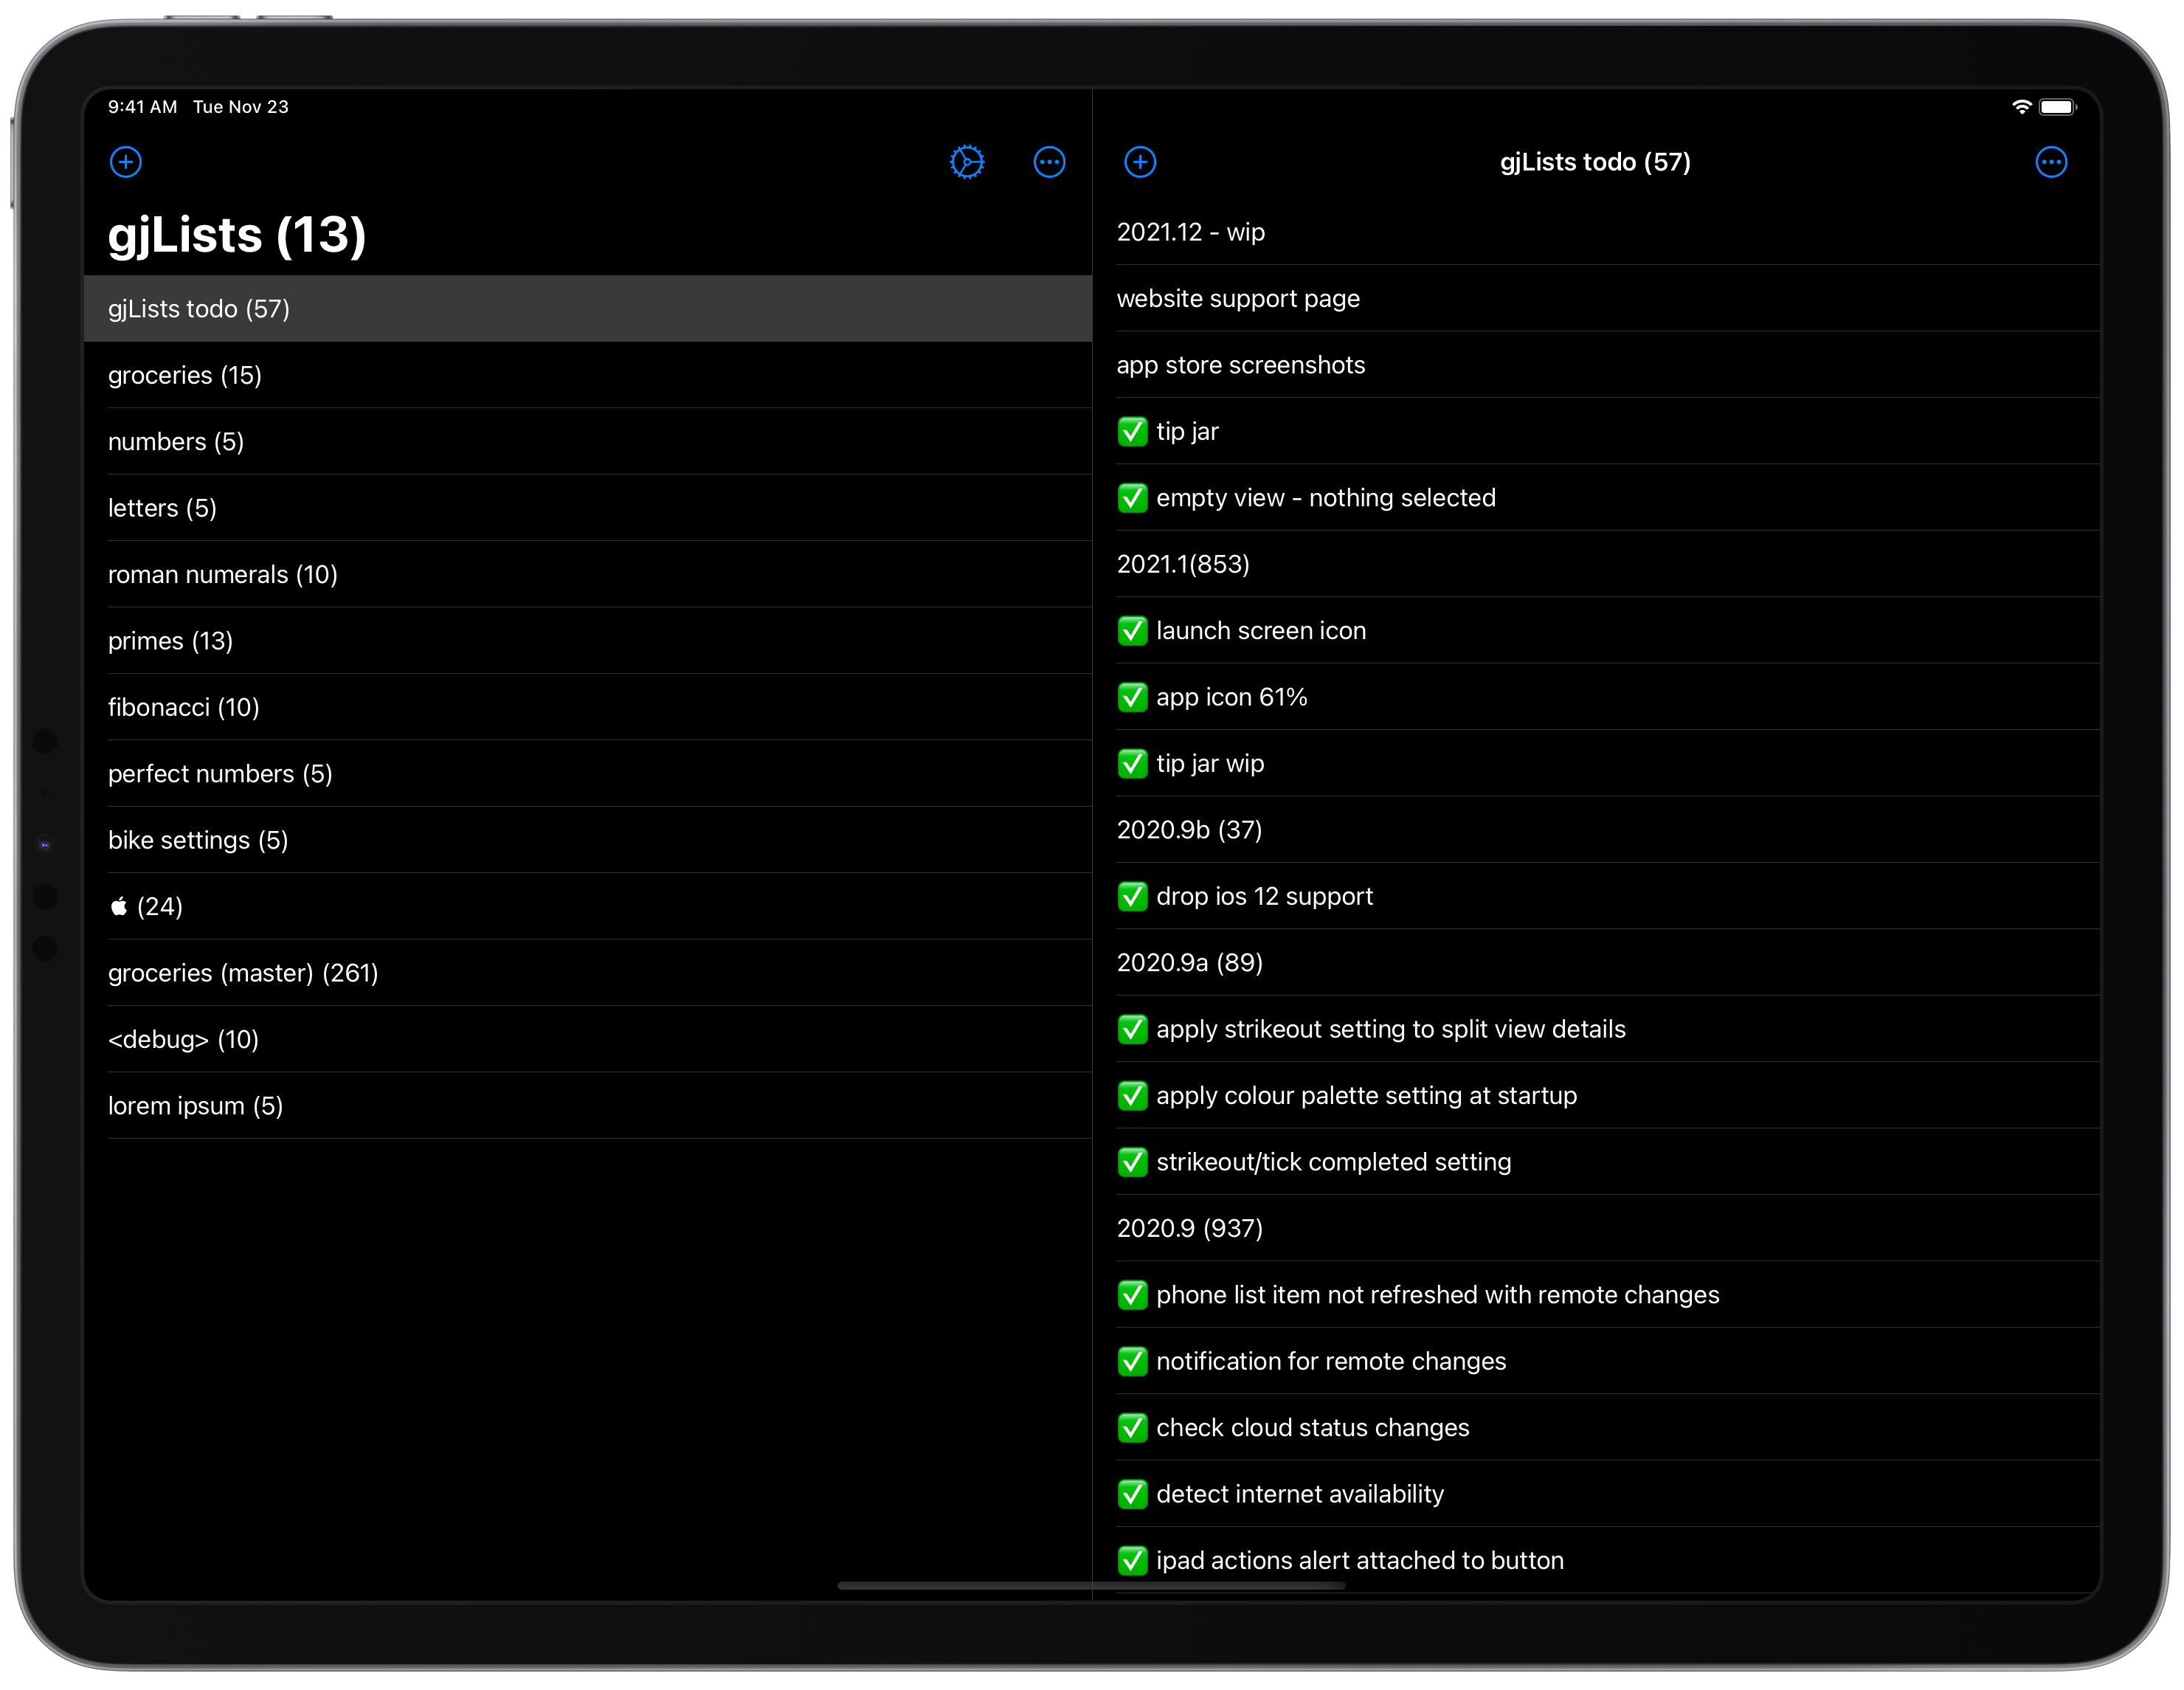 9:41 AM Tue Nov 23
gjLists (13)
gjLists todo (57)
groceries (15)
numbers (5)
letters (5)
roman numerals (10)
primes (13)
fibonacci (10)
perfect numbers (5)
bike settings (5)
 (24)
groceries (master) (261)
<debug> (10)
lorem ipsum (5)
gjLists todo (57)
2021.12 - wip
website support page
app store screenshots
✅ tip jar
✅ empty view - nothing selected
2021.1(853)
✅ launch screen icon
✅ app icon 61%
✅ tip jar wip
2020.9b (37)
✅ drop ios 12 support
2020.9a (89)
✅ apply strikeout setting to split view details
✅ apply colour palette setting at startup
✅ strikeout/tick completed setting
2020.9 (937)
✅ phone list item not refreshed with remote changes
✅ notification for remote changes
✅ check cloud status changes
✅ detect internet availability
✅ ipad actions alert attached to button